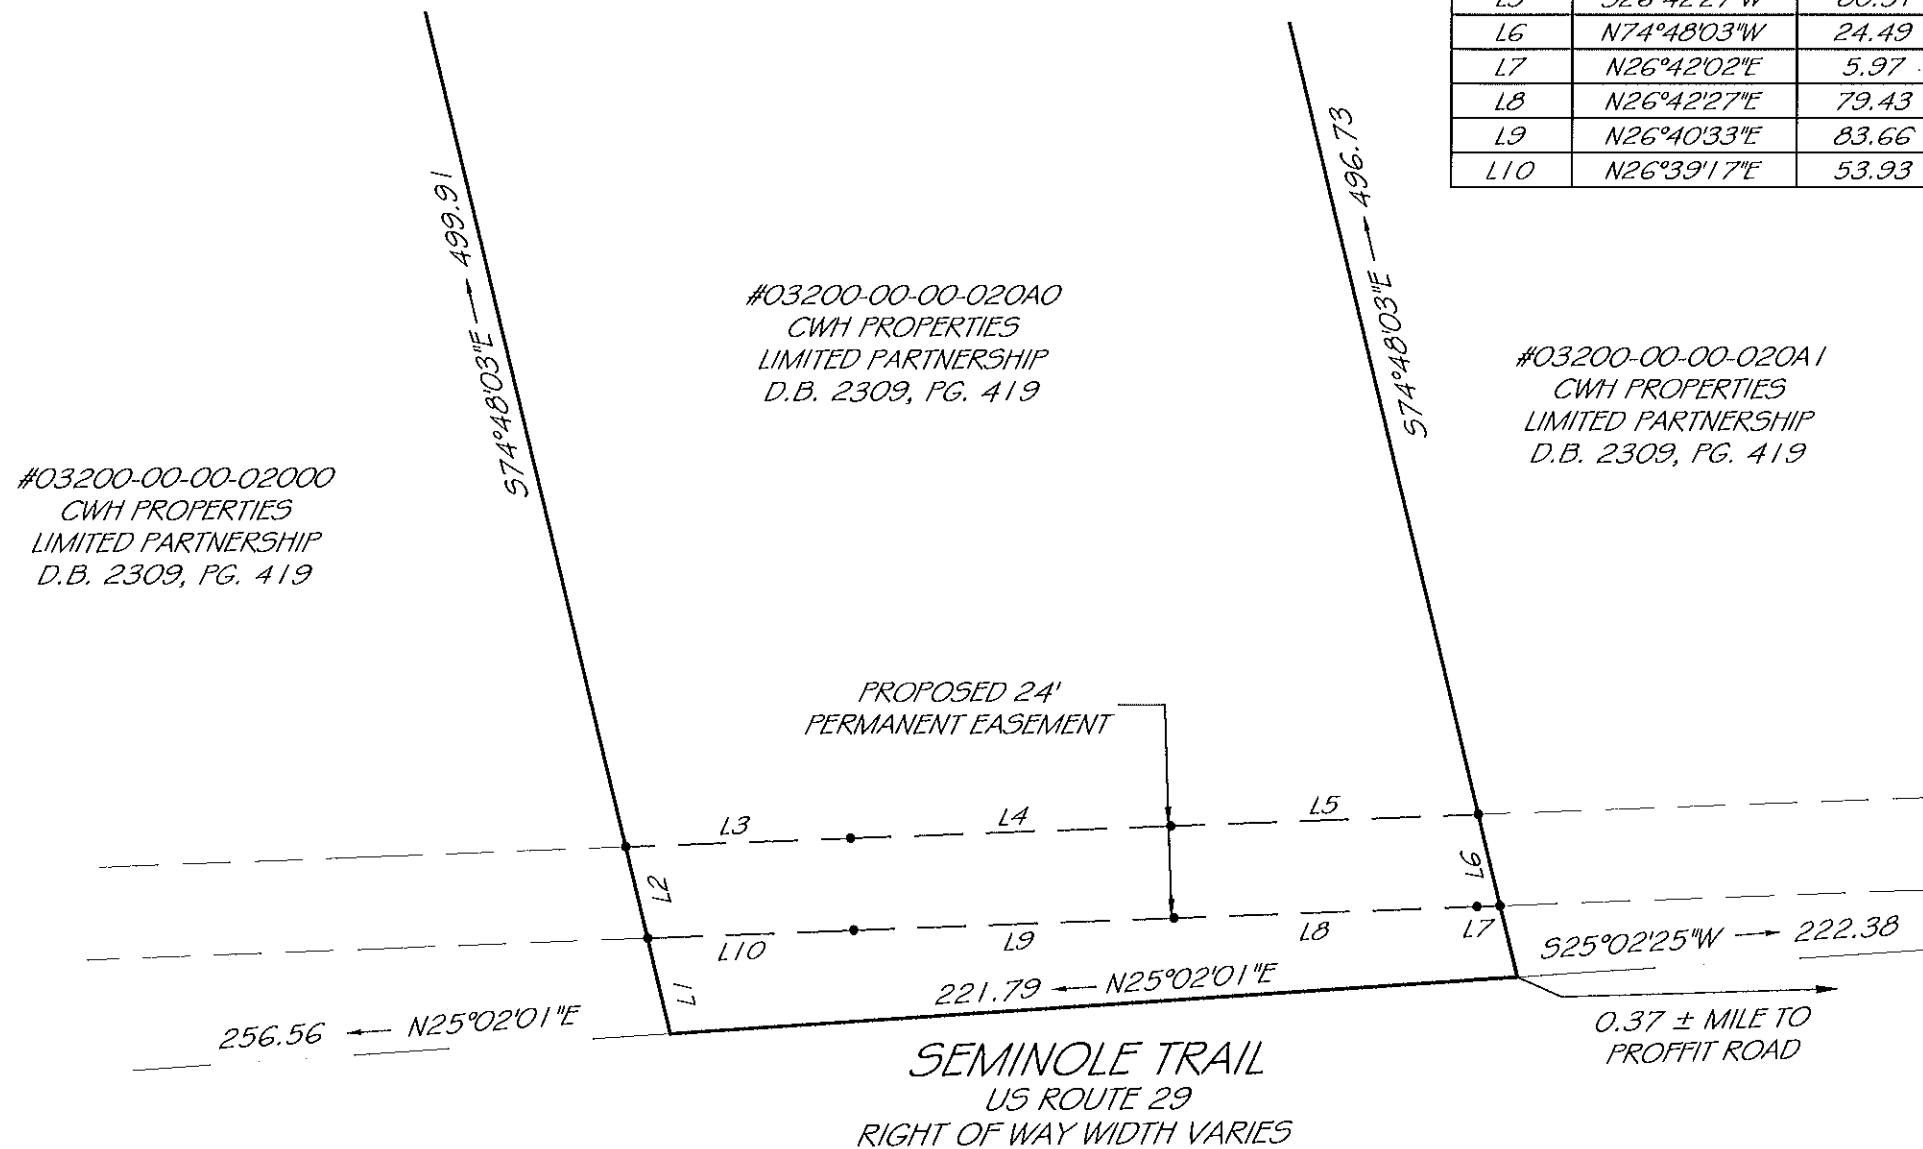 L6 N74°48'03"W 24.49
L7 N26°42'02"E 5.97
L8 N26°42'27"E 79.43
L9 N26°40'33"E 83.66
L10 N26°39'17"E 53.93
S74°48'03"E 499.91
S74°48'03"E 496.73
#03200-00-00-020A0
CWH PROPERTIES
LIMITED PARTNERSHIP
D.B. 2309, PG. 419
#03200-00-00-020A1
CWH PROPERTIES
LIMITED PARTNERSHIP
D.B. 2309, PG. 419
#03200-00-00-02000
CWH PROPERTIES
LIMITED PARTNERSHIP
D.B. 2309, PG. 419
PROPOSED 24'
PERMANENT EASEMENT
L3
L4
L5
L2
L6
L10
L9
L8
L7
L1
S25°02'25"W 222.38
221.79 N25°02'01"E
256.56 N25°02'01"E
0.37 ± MILE TO
PROFFIT ROAD
SEMINOLE TRAIL
US ROUTE 29
RIGHT OF WAY WIDTH VARIES